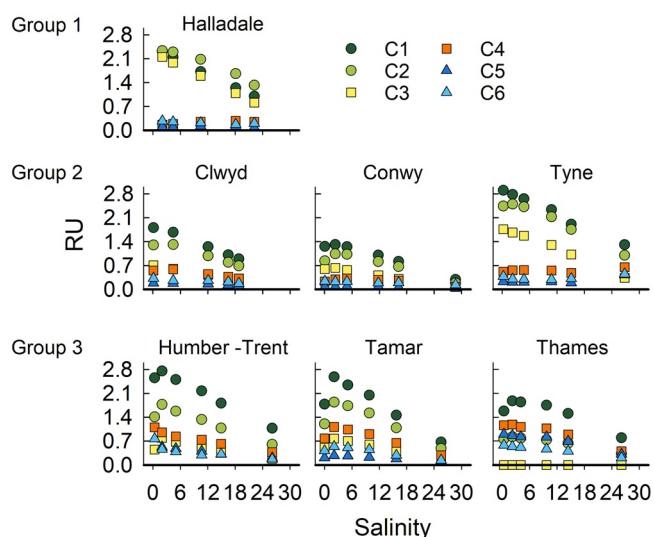 Group 1 Halladale
2.8
2.1
1.4
0.7
0.0
C1 C4
C2 C5
C3 C6
Group 2 Clwyd Conwy Tyne
2.8
2.1
1.4
0.7
0.0
RU
Group 3 Humber -Trent Tamar Thames
2.8
2.1
1.4
0.7
0.0
0 6 12 18 24 30 0 6 12 18 24 30 0 6 12 18 24 30
Salinity